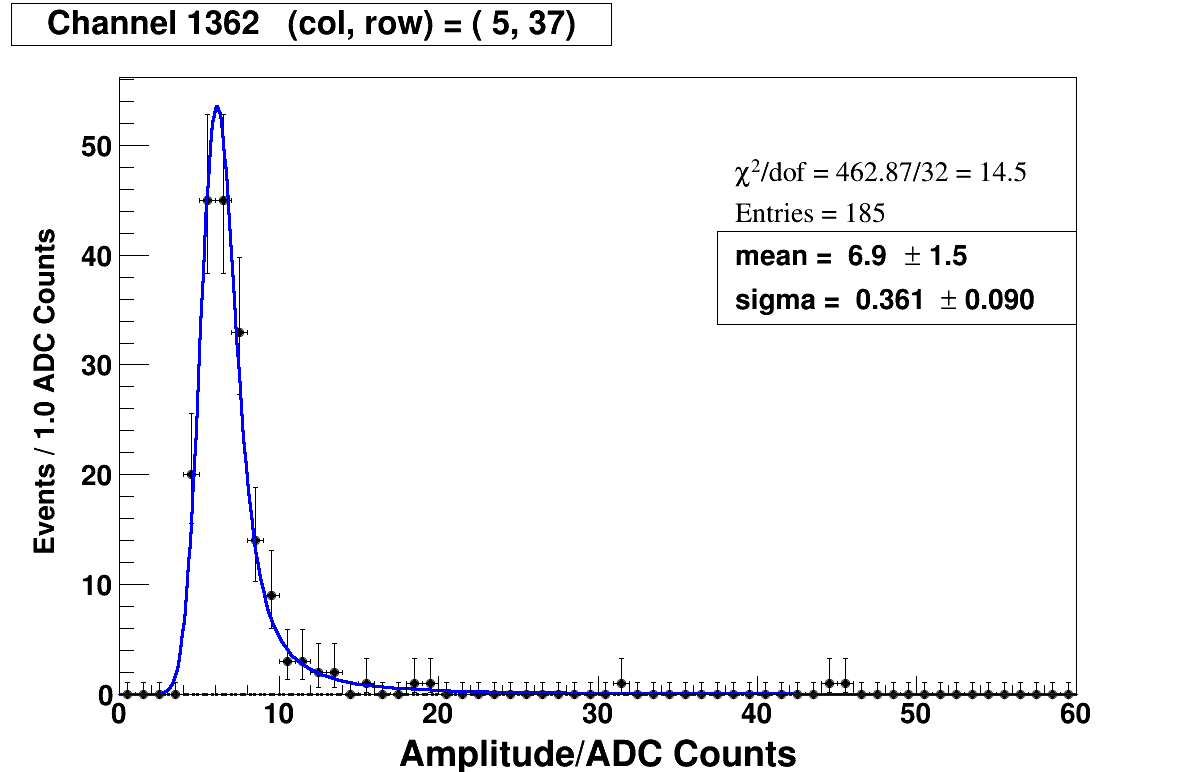 Channel 1362 (col, row) = ( 5, 37)
χ²/dof = 462.87/32 = 14.5
Entries = 185
mean = 6.9 ± 1.5
sigma = 0.361 ± 0.090
Events / 1.0 ADC Counts
50
40
30
20
10
0
0 10 20 30 40 50 60
Amplitude/ADC Counts